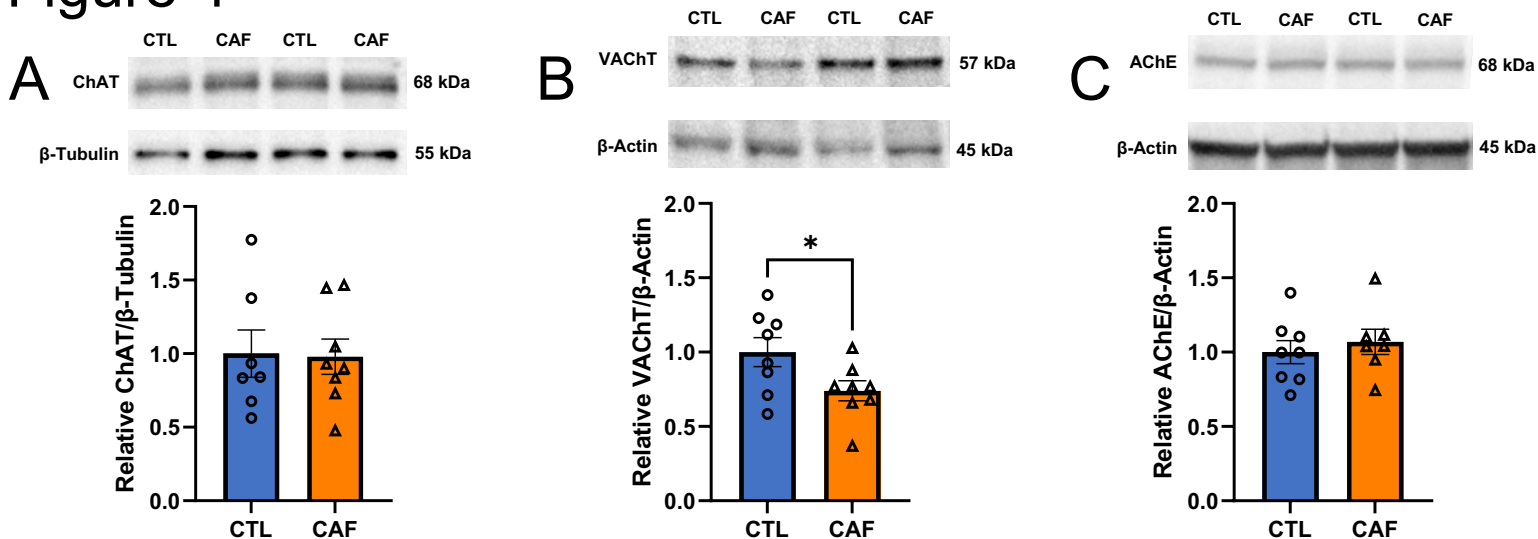 Figure 4
A
CTL CAF CTL CAF
ChAT 68 kDa
β-Tubulin 55 kDa
Relative ChAT/β-Tubulin
2.0
1.5
1.0
0.5
0.0
CTL CAF
B
CTL CAF CTL CAF
VAChT 57 kDa
β-Actin 45 kDa
Relative VAChT/β-Actin
2.0
1.5
1.0
0.5
0.0
*
CTL CAF
C
CTL CAF CTL CAF
AChE 68 kDa
β-Actin 45 kDa
Relative AChE/β-Actin
2.0
1.5
1.0
0.5
0.0
CTL CAF